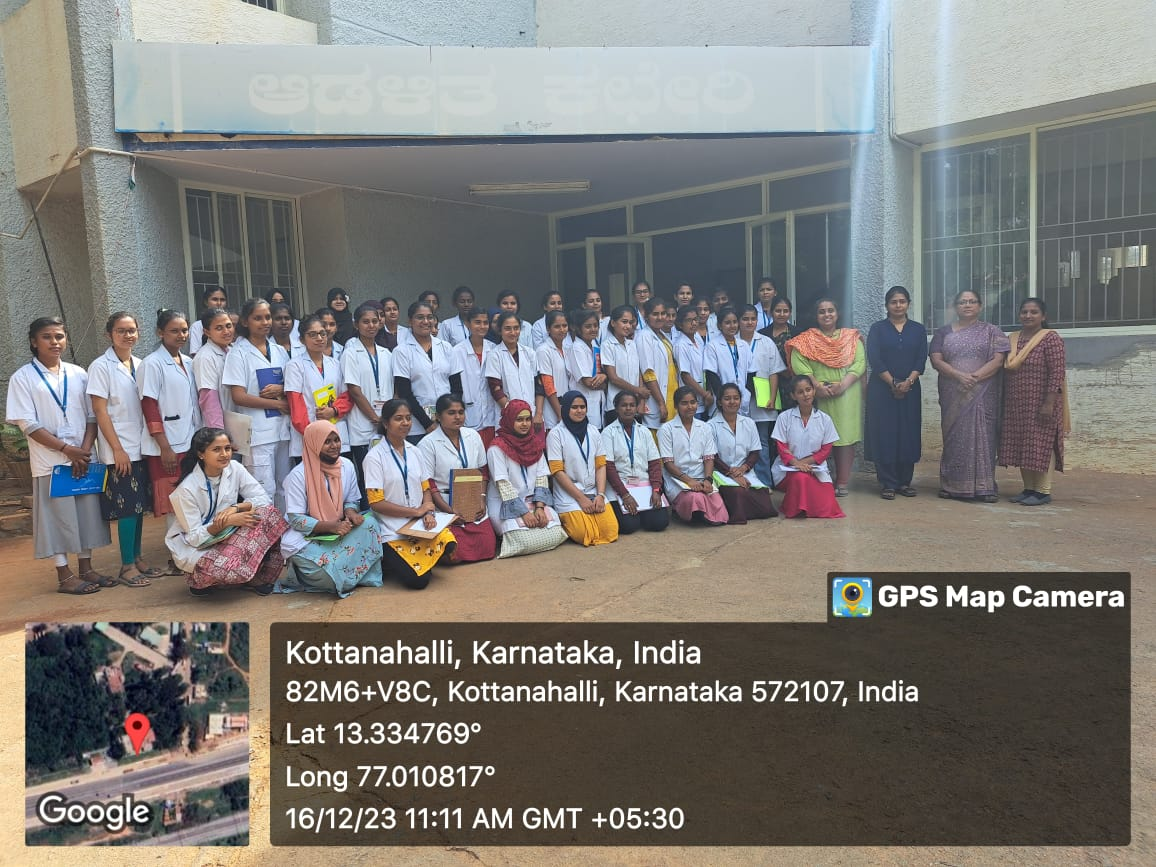 ಆಡಳಿತ ಕಛೇರಿ
GPS Map Camera
Kottanahalli, Karnataka, India
82M6+V8C, Kottanahalli, Karnataka 572107, India
Lat 13.334769°
Long 77.010817°
16/12/23 11:11 AM GMT +05:30
Google